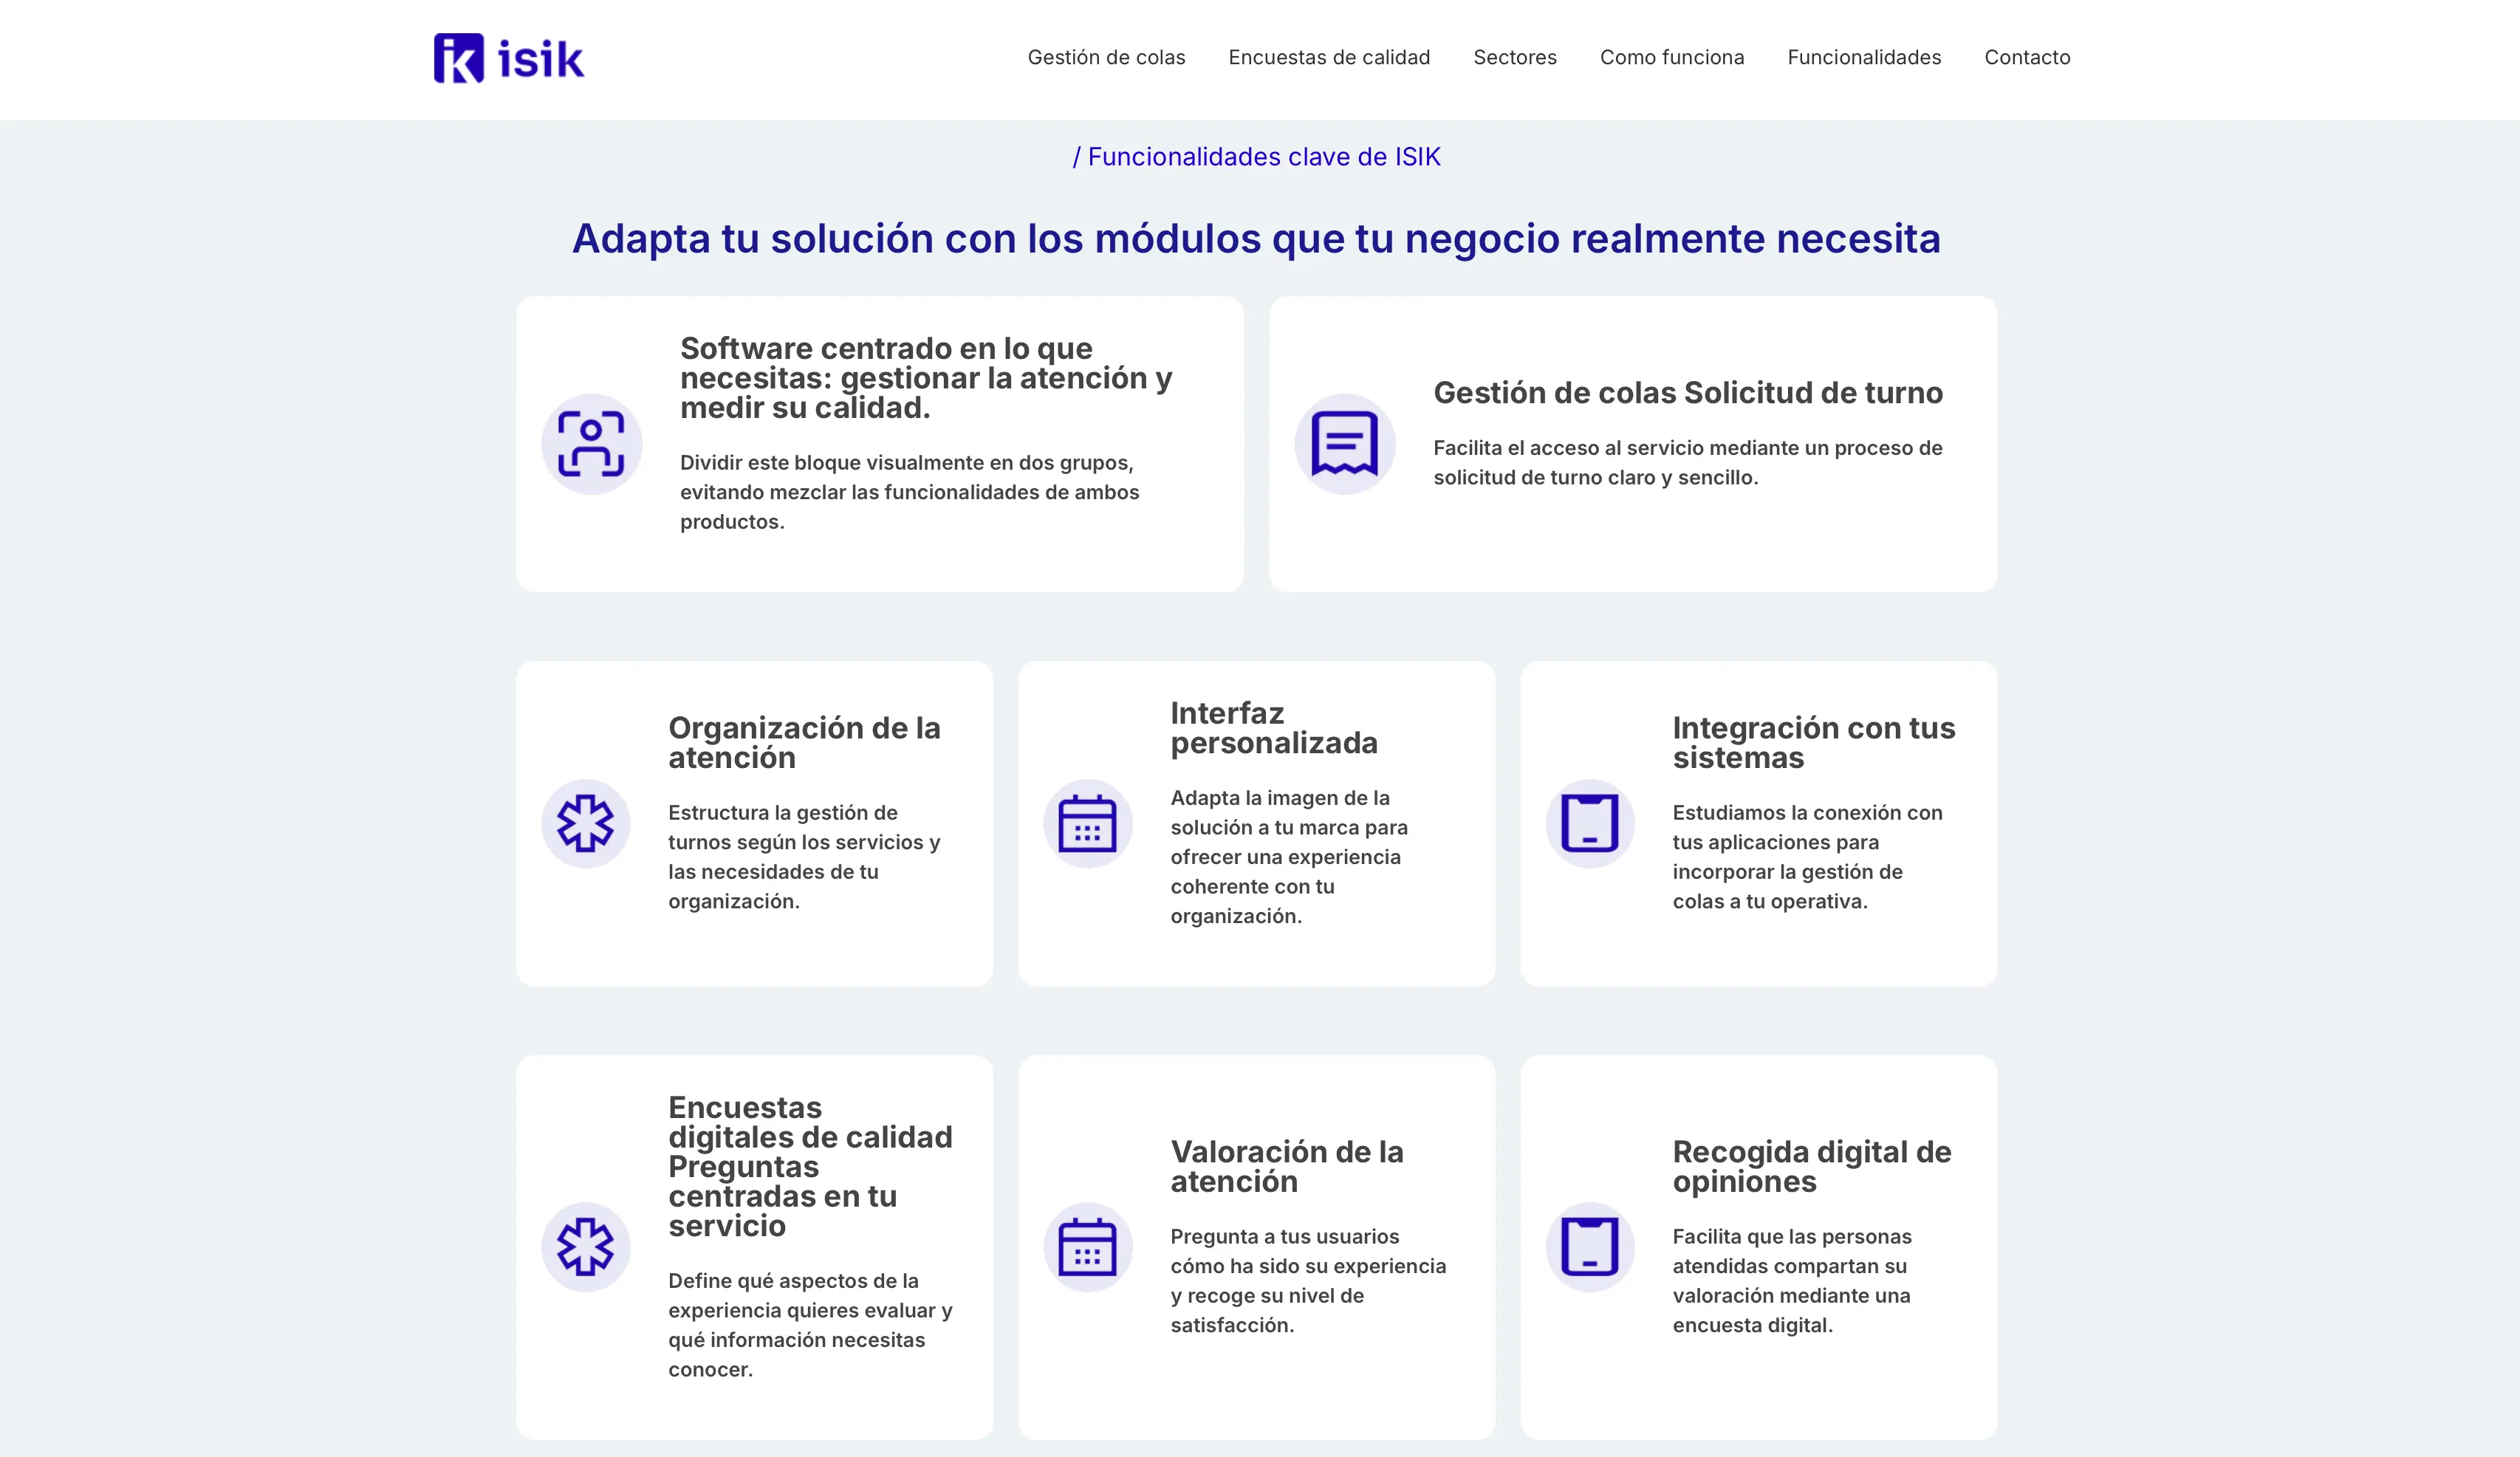 isik
Gestión de colas
Encuestas de calidad
Sectores
Como funciona
Funcionalidades
Contacto
/ Funcionalidades clave de ISIK
Adapta tu solución con los módulos que tu negocio realmente necesita
Software centrado en lo que
necesitas: gestionar la atención y
medir su calidad.
Dividir este bloque visualmente en dos grupos,
evitando mezclar las funcionalidades de ambos
productos.
Gestión de colas Solicitud de turno
Facilita el acceso al servicio mediante un proceso de
solicitud de turno claro y sencillo.
Organización de la
atención
Estructura la gestión de
turnos según los servicios y
las necesidades de tu
organización.
Interfaz
personalizada
Adapta la imagen de la
solución a tu marca para
ofrecer una experiencia
coherente con tu
organización.
Integración con tus
sistemas
Estudiamos la conexión con
tus aplicaciones para
incorporar la gestión de
colas a tu operativa.
Encuestas
digitales de calidad
Preguntas
centradas en tu
servicio
Define qué aspectos de la
experiencia quieres evaluar y
qué información necesitas
conocer.
Valoración de la
atención
Pregunta a tus usuarios
cómo ha sido su experiencia
y recoge su nivel de
satisfacción.
Recogida digital de
opiniones
Facilita que las personas
atendidas compartan su
valoración mediante una
encuesta digital.